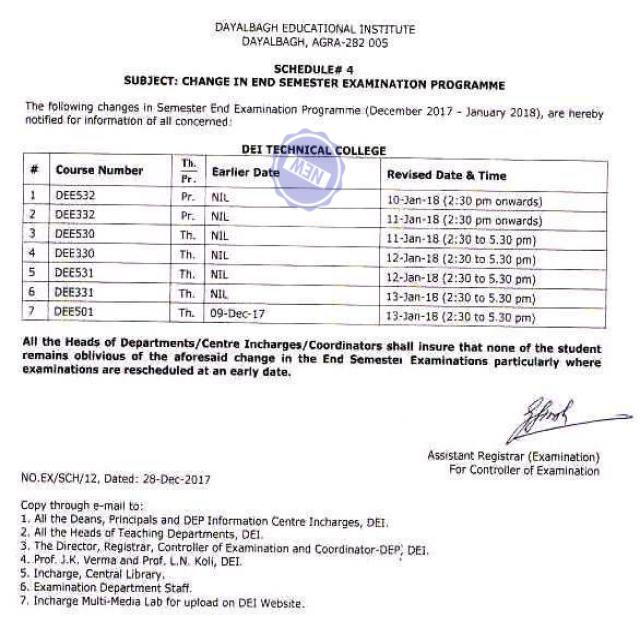 DAYALBAGH EDUCATIONAL INSTITUTE
DAYALBAGH, AGRA-282 005
SCHEDULE# 4
SUBJECT: CHANGE IN END SEMESTER EXAMINATION PROGRAMME
The following changes in Semester End Examination Programme (December 2017 - January 2018), are hereby
notified for information of all concerned:
DEI TECHNICAL COLLEGE
NEW
# Course Number Th. Pr. Earlier Date Revised Date & Time
1 DEE532 Pr. NIL 10-Jan-18 (2:30 pm onwards)
2 DEE332 Pr. NIL 11-Jan-18 (2:30 pm onwards)
3 DEE530 Th. NIL 11-Jan-18 (2:30 to 5.30 pm)
4 DEE330 Th. NIL 12-Jan-18 (2:30 to 5.30 pm)
5 DEE531 Th. NIL 12-Jan-18 (2:30 to 5.30 pm)
6 DEE331 Th. NIL 13-Jan-18 (2:30 to 5.30 pm)
7 DEE501 Th. 09-Dec-17 13-Jan-18 (2:30 to 5.30 pm)
All the Heads of Departments/Centre Incharges/Coordinators shall insure that none of the student
remains oblivious of the aforesaid change in the End Semester Examinations particularly where
examinations are rescheduled at an early date.
Assistant Registrar (Examination)
For Controller of Examination
NO.EX/SCH/12, Dated: 28-Dec-2017
Copy through e-mail to:
1. All the Deans, Principals and DEP Information Centre Incharges, DEI.
2. All the Heads of Teaching Departments, DEI.
3. The Director, Registrar, Controller of Examination and Coordinator-DEP, DEI.
4. Prof. J.K. Verma and Prof. L.N. Koli, DEI.
5. Incharge, Central Library.
6. Examination Department Staff.
7. Incharge Multi-Media Lab for upload on DEI Website.